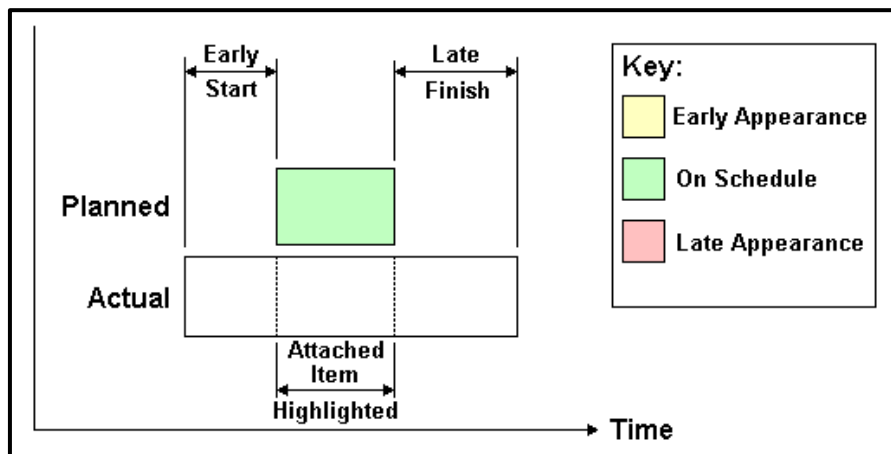 Early
Start
Late
Finish
Planned
Actual
Attached
Item
Highlighted
Time
Key:
Early Appearance
On Schedule
Late Appearance